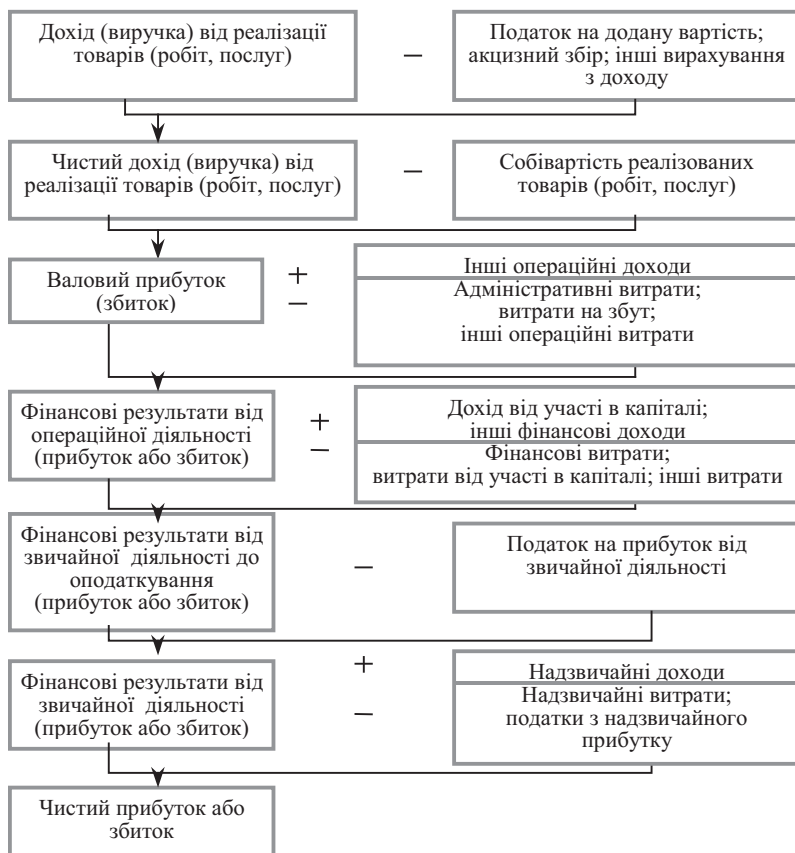 Дохід (виручка) від реалізації
товарів (робіт, послуг)
–
Податок на додану вартість;
акцизний збір; інші вирахування
з доходу
Чистий дохід (виручка) від
реалізації товарів (робіт, послуг)
–
Собівартість реалізованих
товарів (робіт, послуг)
Валовий прибуток
(збиток)
+
–
Інші операційні доходи
Адміністративні витрати;
витрати на збут;
інші операційні витрати
Фінансові результати від
операційної діяльності
(прибуток або збиток)
+
–
Дохід від участі в капіталі;
інші фінансові доходи
Фінансові витрати;
витрати від участі в капіталі; інші витрати
Фінансові результати від
звичайної діяльності до
оподаткування
(прибуток або збиток)
–
Податок на прибуток від
звичайної діяльності
Фінансові результати від
звичайної діяльності
(прибуток або збиток)
+
–
Надзвичайні доходи
Надзвичайні витрати;
податки з надзвичайного
прибутку
Чистий прибуток або
збиток